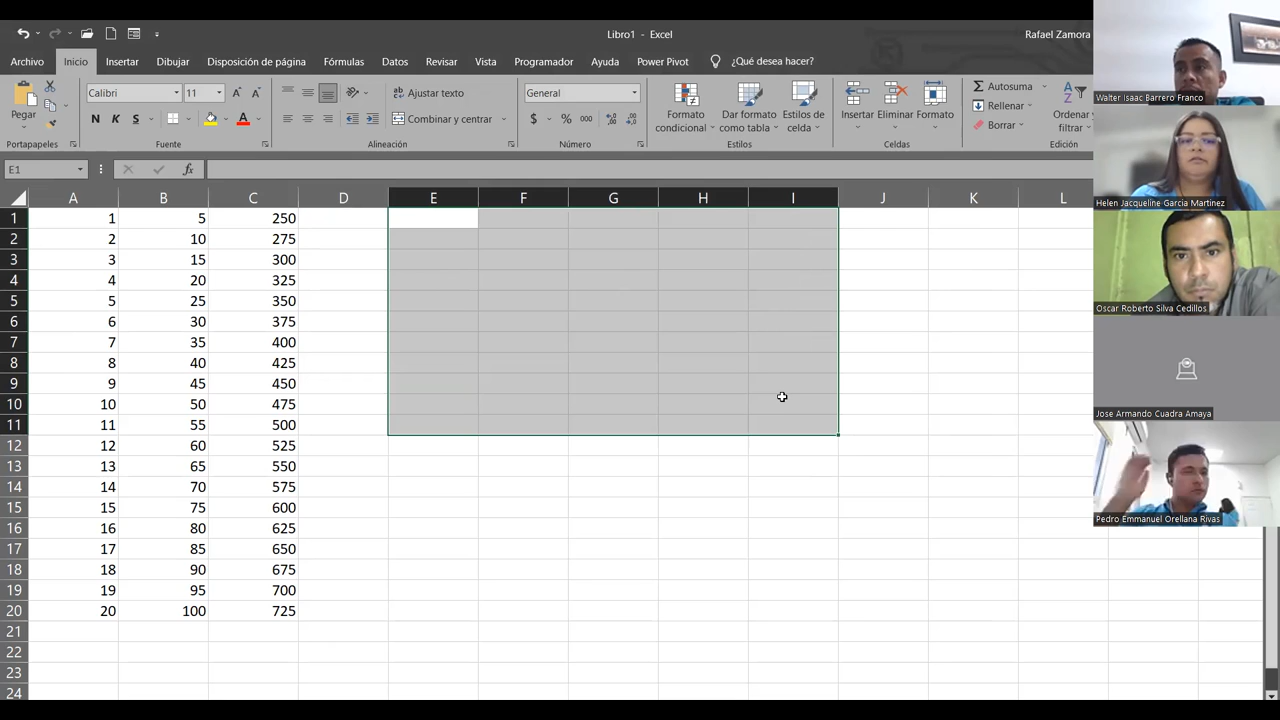 Libro1 - Excel
Rafael Zamora
Archivo Inicio Insertar Dibujar Disposición de página Fórmulas Datos Revisar Vista Programador Ayuda Power Pivot ¿Qué desea hacer?
Pegar
Calibri 11
N K S
Ajustar texto
Combinar y centrar
General
$ % 000
Formato condicional
Dar formato como tabla
Estilos de celda
Insertar Eliminar Formato
Autosuma
Rellenar
Borrar
Ordenar y filtrar
Portapapeles Fuente Alineación Número Estilos Celdas Edición
E1 fx
A B C D E F G H I J K L
1 1 5 250
2 2 10 275
3 3 15 300
4 4 20 325
5 5 25 350
6 6 30 375
7 7 35 400
8 8 40 425
9 9 45 450
10 10 50 475
11 11 55 500
12 12 60 525
13 13 65 550
14 14 70 575
15 15 75 600
16 16 80 625
17 17 85 650
18 18 90 675
19 19 95 700
20 20 100 725
21
22
23
24
Walter Isaac Barrero Franco
Helen Jacqueline Garcia Martinez
Oscar Roberto Silva Cedillos
Jose Armando Cuadra Amaya
Pedro Emmanuel Orellana Rivas